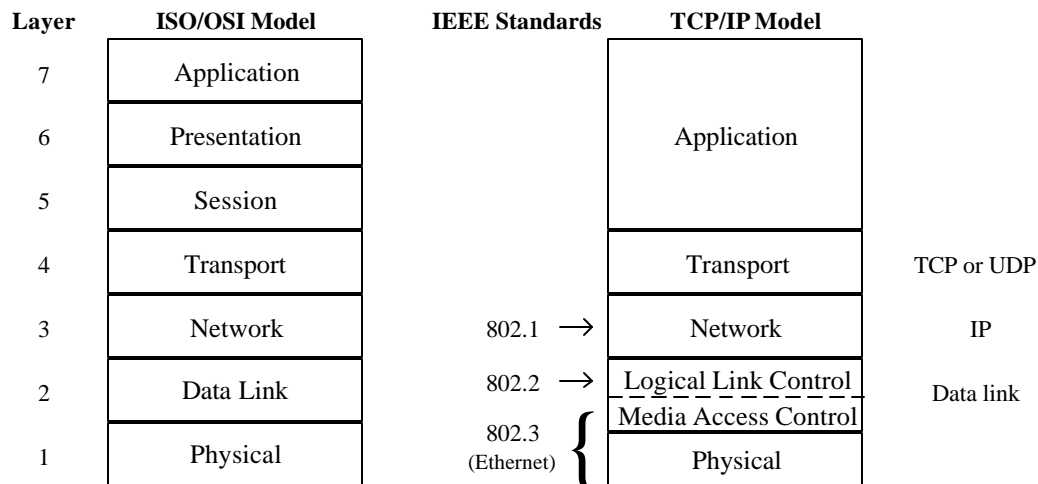 Layer ISO/OSI Model IEEE Standards TCP/IP Model
7 Application
6 Presentation Application
5 Session
4 Transport Transport TCP or UDP
3 Network 802.1 Network IP
2 Data Link 802.2 Logical Link Control Data link
Media Access Control
802.3
(Ethernet)
1 Physical Physical